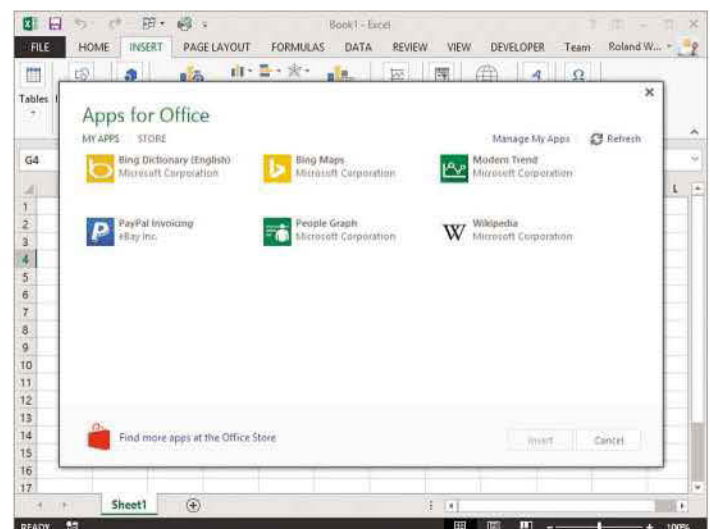 Book1 - Excel
FILE HOME INSERT PAGE LAYOUT FORMULAS DATA REVIEW VIEW DEVELOPER Team Roland W...
Tables
Apps for Office
MY APPS STORE Manage My Apps Refresh
Bing Dictionary (English) Bing Maps Modern Trend
Microsoft Corporation Microsoft Corporation Microsoft Corporation
PayPal Invoicing People Graph Wikipedia
eBay Inc. Microsoft Corporation Microsoft Corporation
Find more apps at the Office Store Insert Cancel
G4
L
1
2
3
4
5
6
7
8
9
10
11
12
13
14
15
16
17
Sheet1
READY 100%